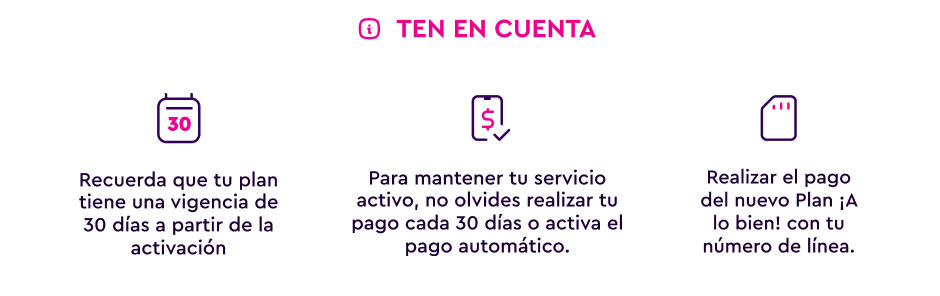 TEN EN CUENTA
30
Recuerda que tu plan
tiene una vigencia de
30 días a partir de la
activación
$
Para mantener tu servicio
activo, no olvides realizar tu
pago cada 30 días o activa el
pago automático.
Realizar el pago
del nuevo Plan ¡A
lo bien! con tu
número de línea.